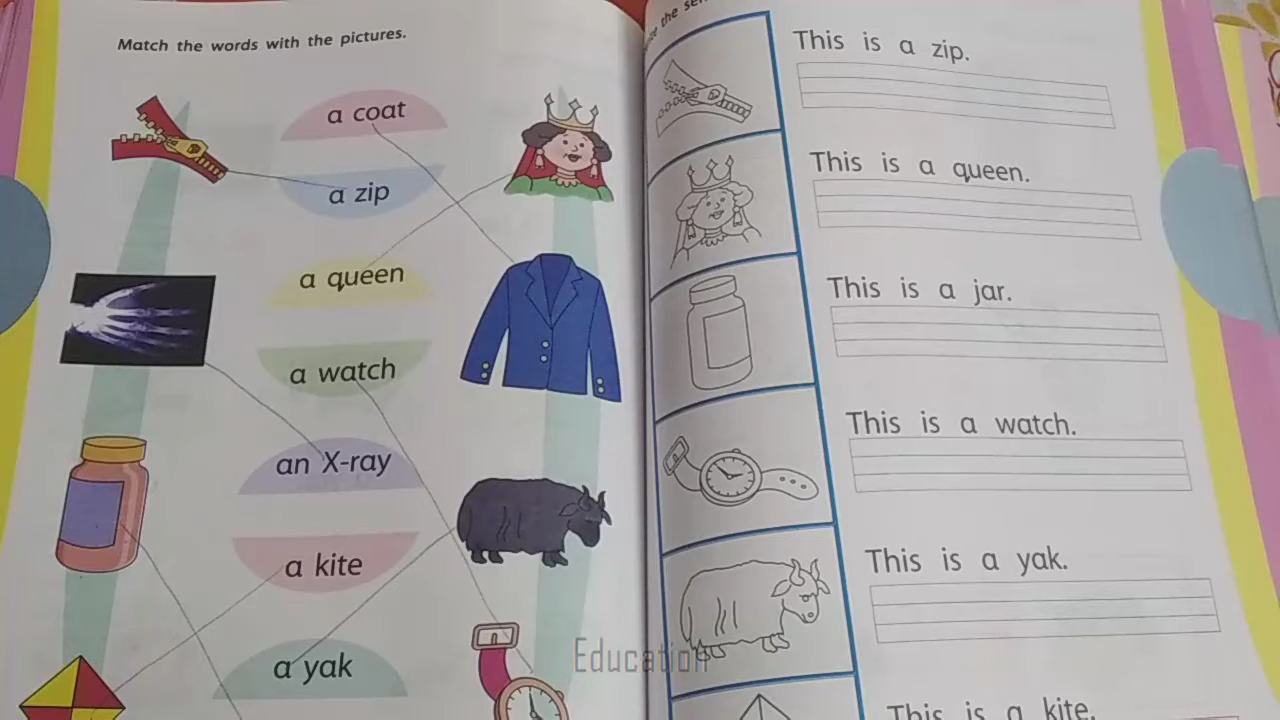 Match the words with the pictures.
a coat
a zip
a queen
a watch
an X-ray
a kite
a yak
the
This is a zip.
This is a queen.
This is a jar.
This is a watch.
This is a yak.
This is a kite.
Education